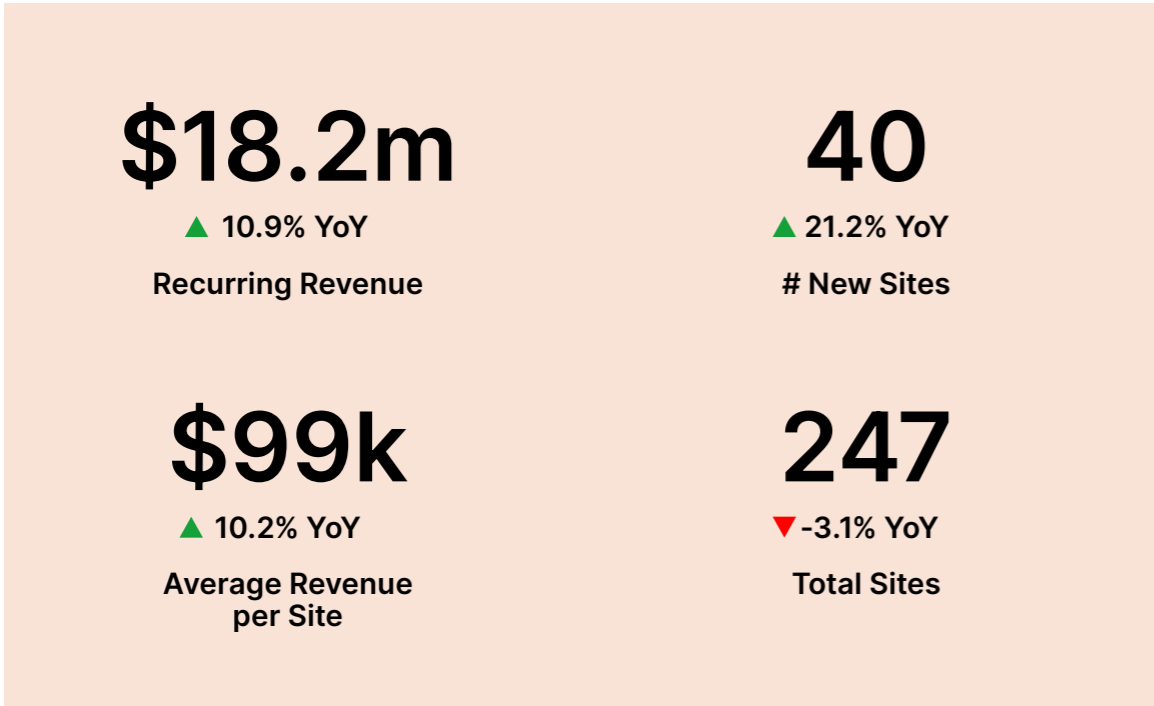 $18.2m
▲ 10.9% YoY
Recurring Revenue
40
▲ 21.2% YoY
# New Sites
$99k
▲ 10.2% YoY
Average Revenue
per Site
247
▼ -3.1% YoY
Total Sites